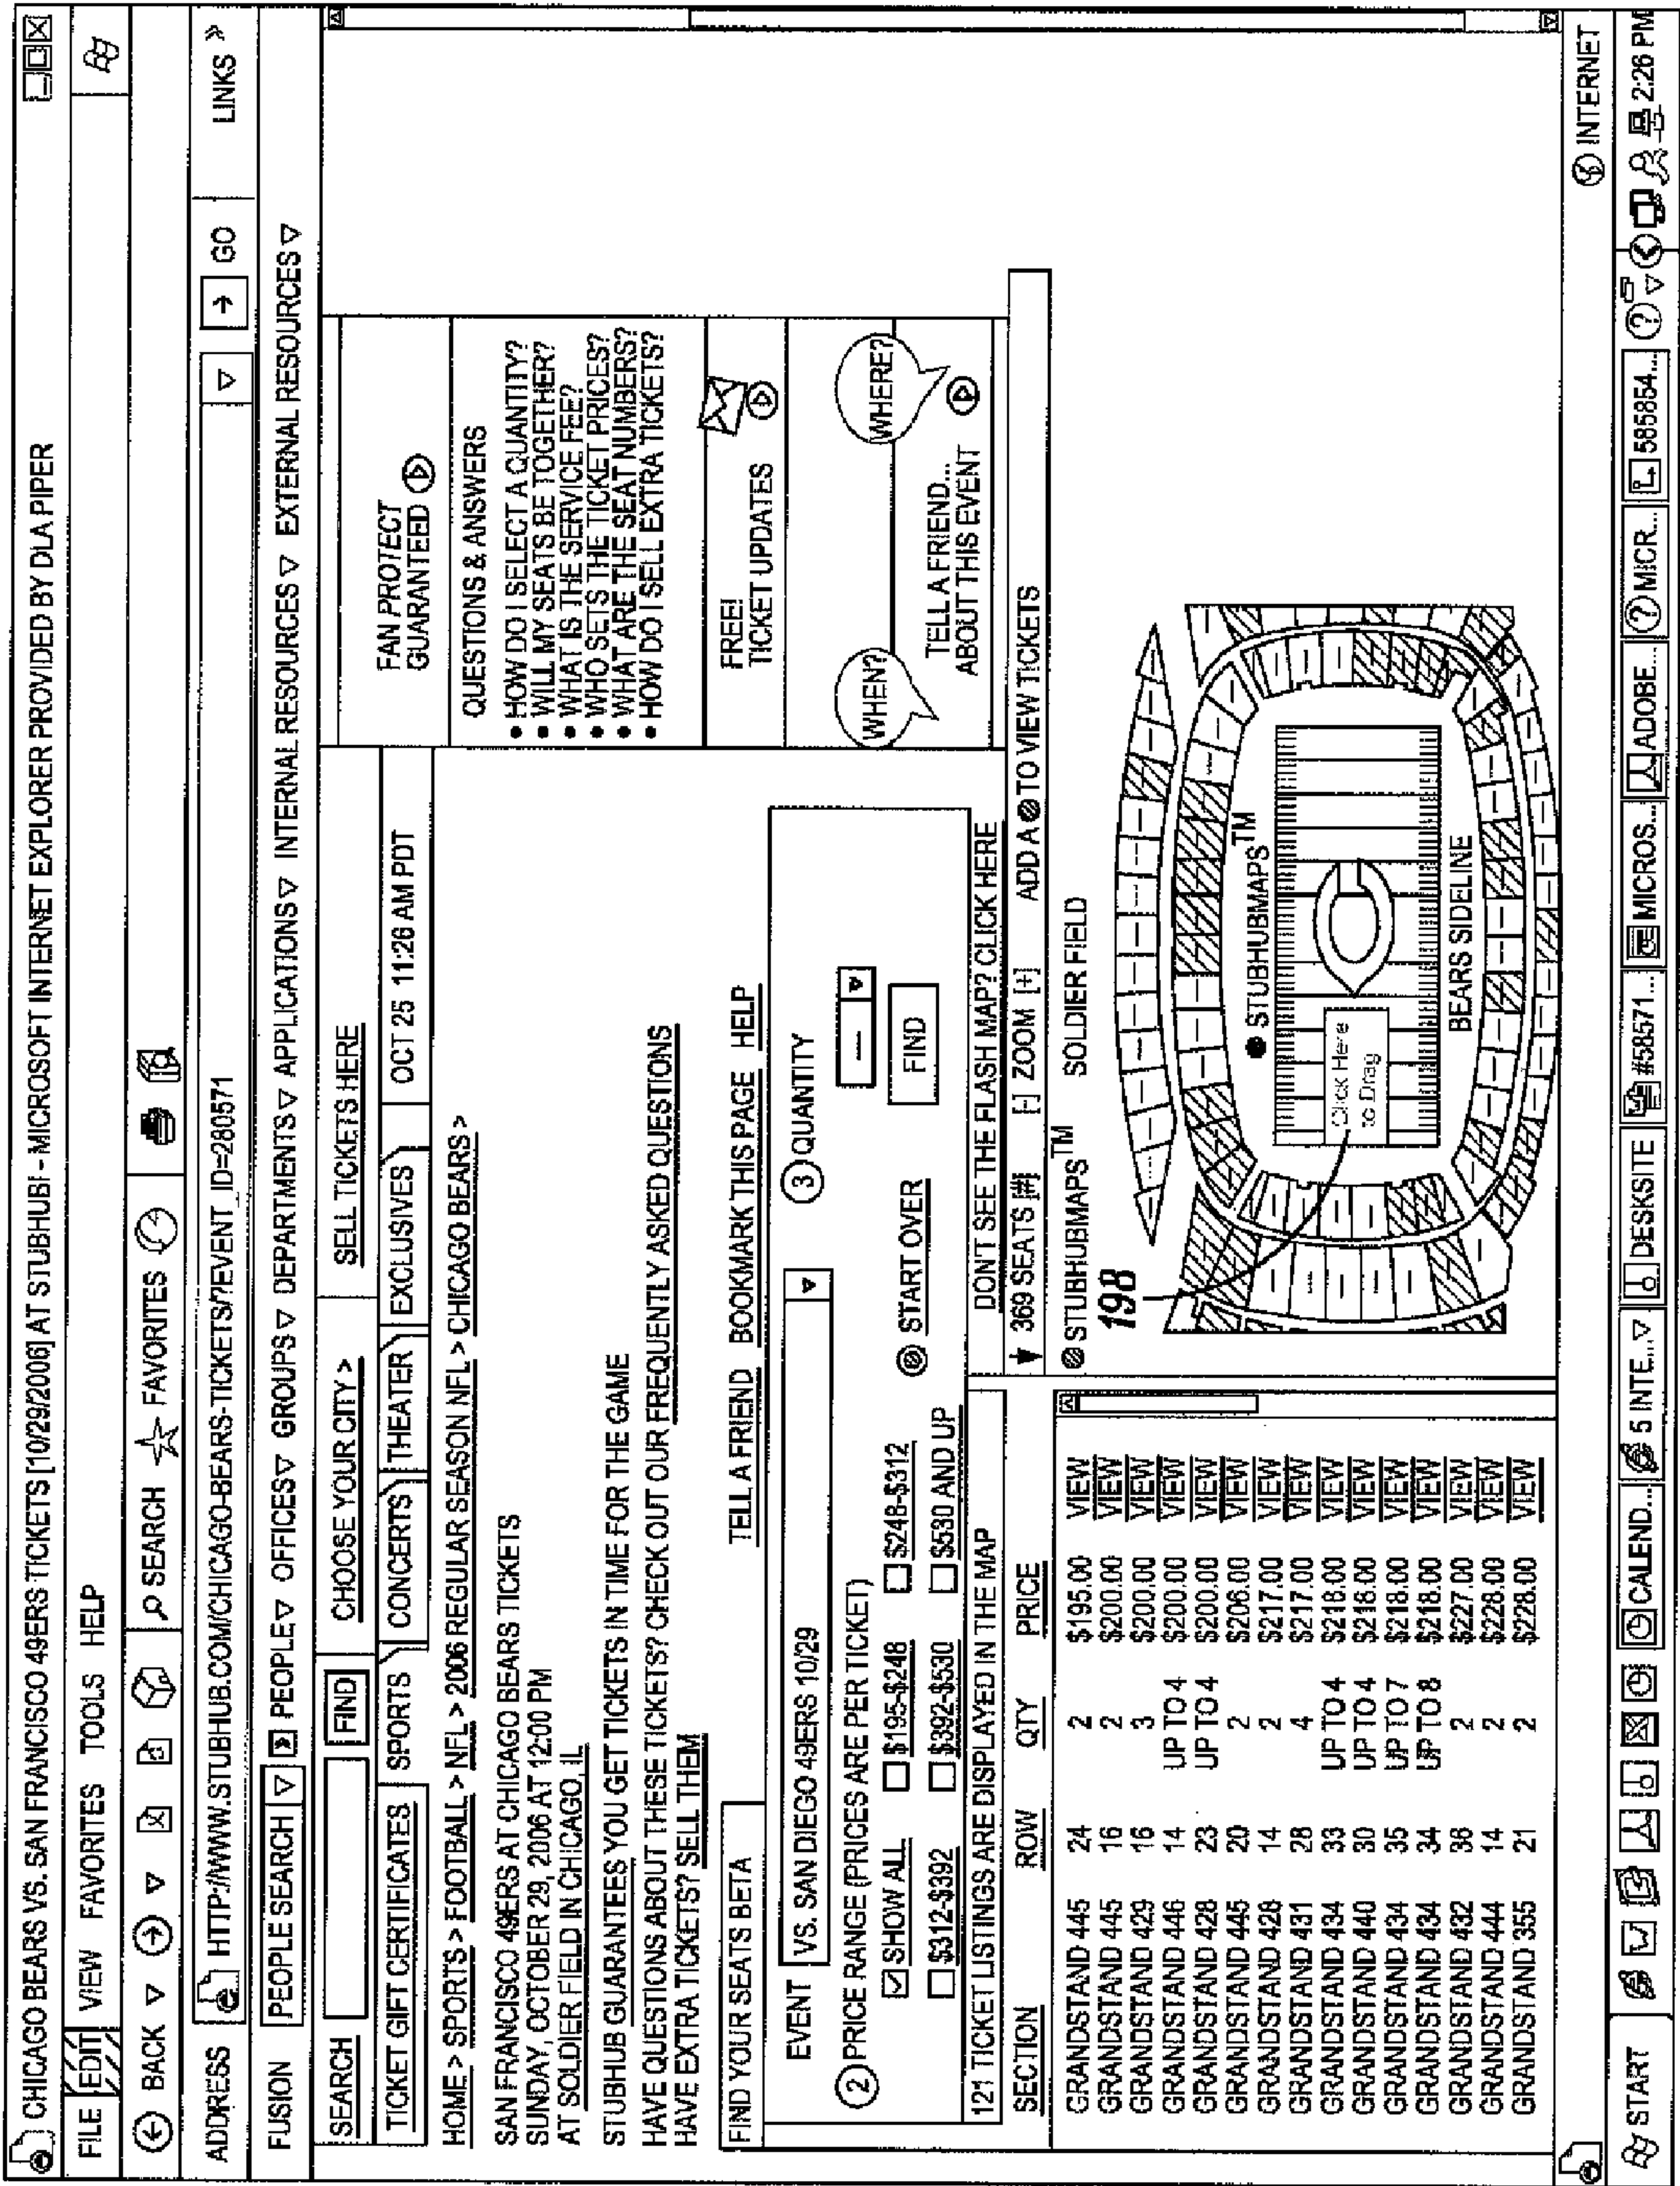 CHICAGO BEARS VS. SAN FRANCISCO 49ERS TICKETS [10/29/2006] AT STUBHUB! - MICROSOFT INTERNET EXPLORER PROVIDED BY DLA PIPER
FILE EDIT VIEW FAVORITES TOOLS HELP
BACK SEARCH FAVORITES
ADDRESS HTTP://WWW.STUBHUB.COM/CHICAGO-BEARS-TICKETS/?EVENT_ID=280571 GO LINKS »
FUSION PEOPLE SEARCH » PEOPLE OFFICES GROUPS DEPARTMENTS APPLICATIONS INTERNAL RESOURCES EXTERNAL RESOURCES
SEARCH FIND CHOOSE YOUR CITY > SELL TICKETS HERE
TICKET GIFT CERTIFICATES SPORTS CONCERTS THEATER EXCLUSIVES OCT 25 11:26 AM PDT
HOME > SPORTS > FOOTBALL > NFL > 2006 REGULAR SEASON NFL > CHICAGO BEARS >
SAN FRANCISCO 49ERS AT CHICAGO BEARS TICKETS
SUNDAY, OCTOBER 29, 2006 AT 12:00 PM
AT SOLDIER FIELD IN CHICAGO, IL
STUBHUB GUARANTEES YOU GET TICKETS IN TIME FOR THE GAME
HAVE QUESTIONS ABOUT THESE TICKETS? CHECK OUT OUR FREQUENTLY ASKED QUESTIONS
HAVE EXTRA TICKETS? SELL THEM
FAN PROTECT
GUARANTEED
QUESTIONS & ANSWERS
• HOW DO I SELECT A QUANTITY?
• WILL MY SEATS BE TOGETHER?
• WHAT IS THE SERVICE FEE?
• WHO SETS THE TICKET PRICES?
• WHAT ARE THE SEAT NUMBERS?
• HOW DO I SELL EXTRA TICKETS?
FREE!
TICKET UPDATES
WHEN? WHERE?
TELL A FRIEND...
ABOUT THIS EVENT
TELL A FRIEND BOOKMARK THIS PAGE HELP
FIND YOUR SEATS BETA
EVENT VS. SAN DIEGO 49ERS 10/29 3 QUANTITY
2 PRICE RANGE (PRICES ARE PER TICKET) ---
SHOW ALL $195-$248 $248-$312 START OVER FIND
$312-$392 $392-$530 $530 AND UP
121 TICKET LISTINGS ARE DISPLAYED IN THE MAP DON'T SEE THE FLASH MAP? CLICK HERE
SECTION ROW QTY PRICE
369 SEATS [#] [-] ZOOM [+] ADD A TO VIEW TICKETS
GRANDSTAND 445 24 2 $195.00 VIEW
GRANDSTAND 445 16 2 $200.00 VIEW
GRANDSTAND 429 16 3 $200.00 VIEW
GRANDSTAND 446 14 UP TO 4 $200.00 VIEW
GRANDSTAND 428 23 UP TO 4 $200.00 VIEW
GRANDSTAND 445 20 2 $206.00 VIEW
GRANDSTAND 428 14 2 $217.00 VIEW
GRANDSTAND 431 28 4 $217.00 VIEW
GRANDSTAND 434 33 UP TO 4 $218.00 VIEW
GRANDSTAND 440 30 UP TO 4 $218.00 VIEW
GRANDSTAND 434 35 UP TO 7 $218.00 VIEW
GRANDSTAND 434 34 UP TO 8 $218.00 VIEW
GRANDSTAND 432 36 2 $227.00 VIEW
GRANDSTAND 444 14 2 $228.00 VIEW
GRANDSTAND 355 21 2 $228.00 VIEW
STUBHUBMAPS™ SOLDIER FIELD
198
STUBHUBMAPS™
Click Here
to Drag
BEARS SIDELINE
INTERNET
START CALEND... 5 INTE... DESKSITE #58571... MICROS... ADOBE... MICR... 585854... 2:26 PM